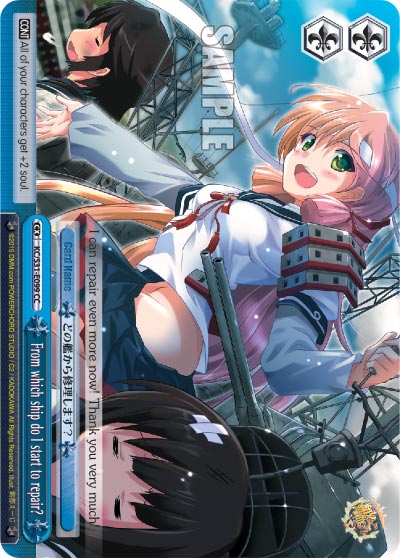 SAMPLE
I can repair even more now! Thank you very much
Card Name
どの艦から修理します？
From which ship do I start to repair?
CX
KC/S31-E099 CC
CONT
All of your characters get +2 soul.
©2015 DMM.com POWERCHORD STUDIO / C2 / KADOKAWA All Rights Reserved.